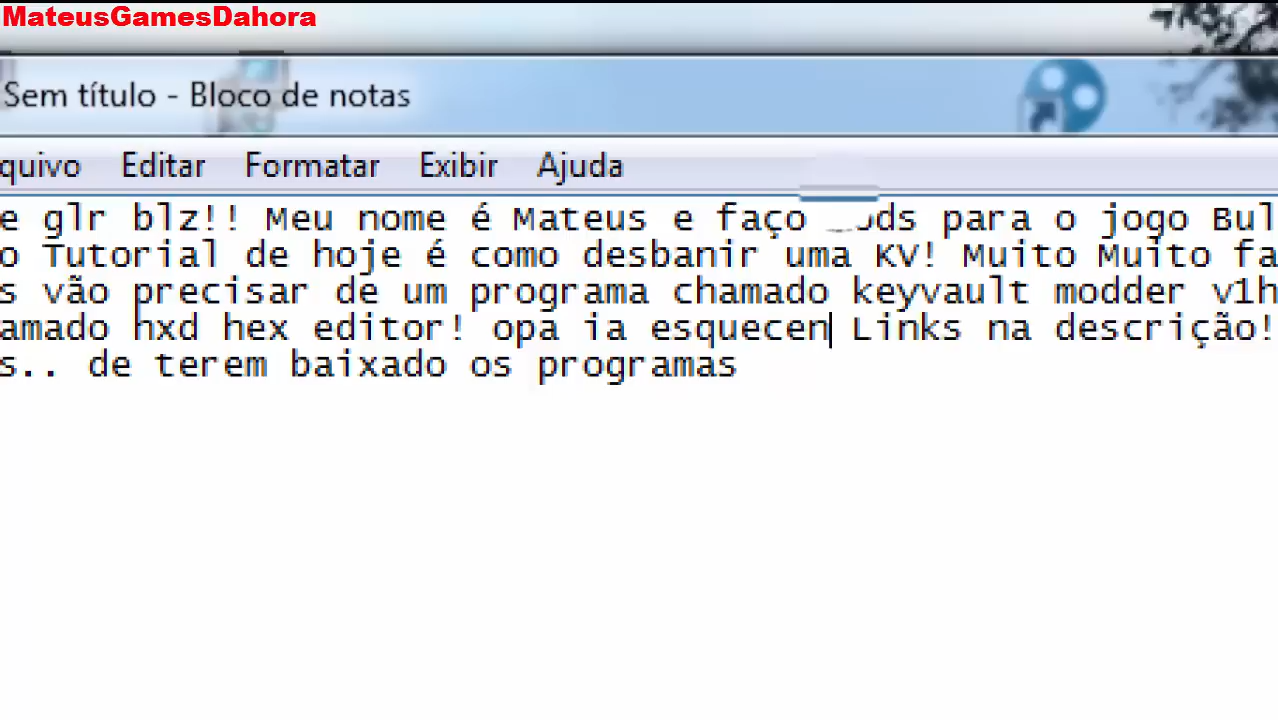 MateusGamesDahora
Sem título - Bloco de notas
quivo Editar Formatar Exibir Ajuda
e glr blz!! Meu nome é Mateus e faço ods para o jogo Bul
o Tutorial de hoje é como desbanir uma KV! Muito Muito fa
s vão precisar de um programa chamado keyvault modder v1h
amado hxd hex editor! opa ia esquecen Links na descrição!
s.. de terem baixado os programas